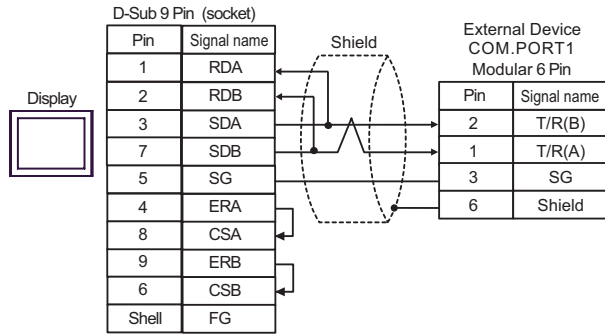 D-Sub 9 Pin (socket)
Pin Signal name
1 RDA
2 RDB
3 SDA
7 SDB
5 SG
4 ERA
8 CSA
9 ERB
6 CSB
Shell FG
Display
Shield
External Device
COM.PORT1
Modular 6 Pin
Pin Signal name
2 T/R(B)
1 T/R(A)
3 SG
6 Shield